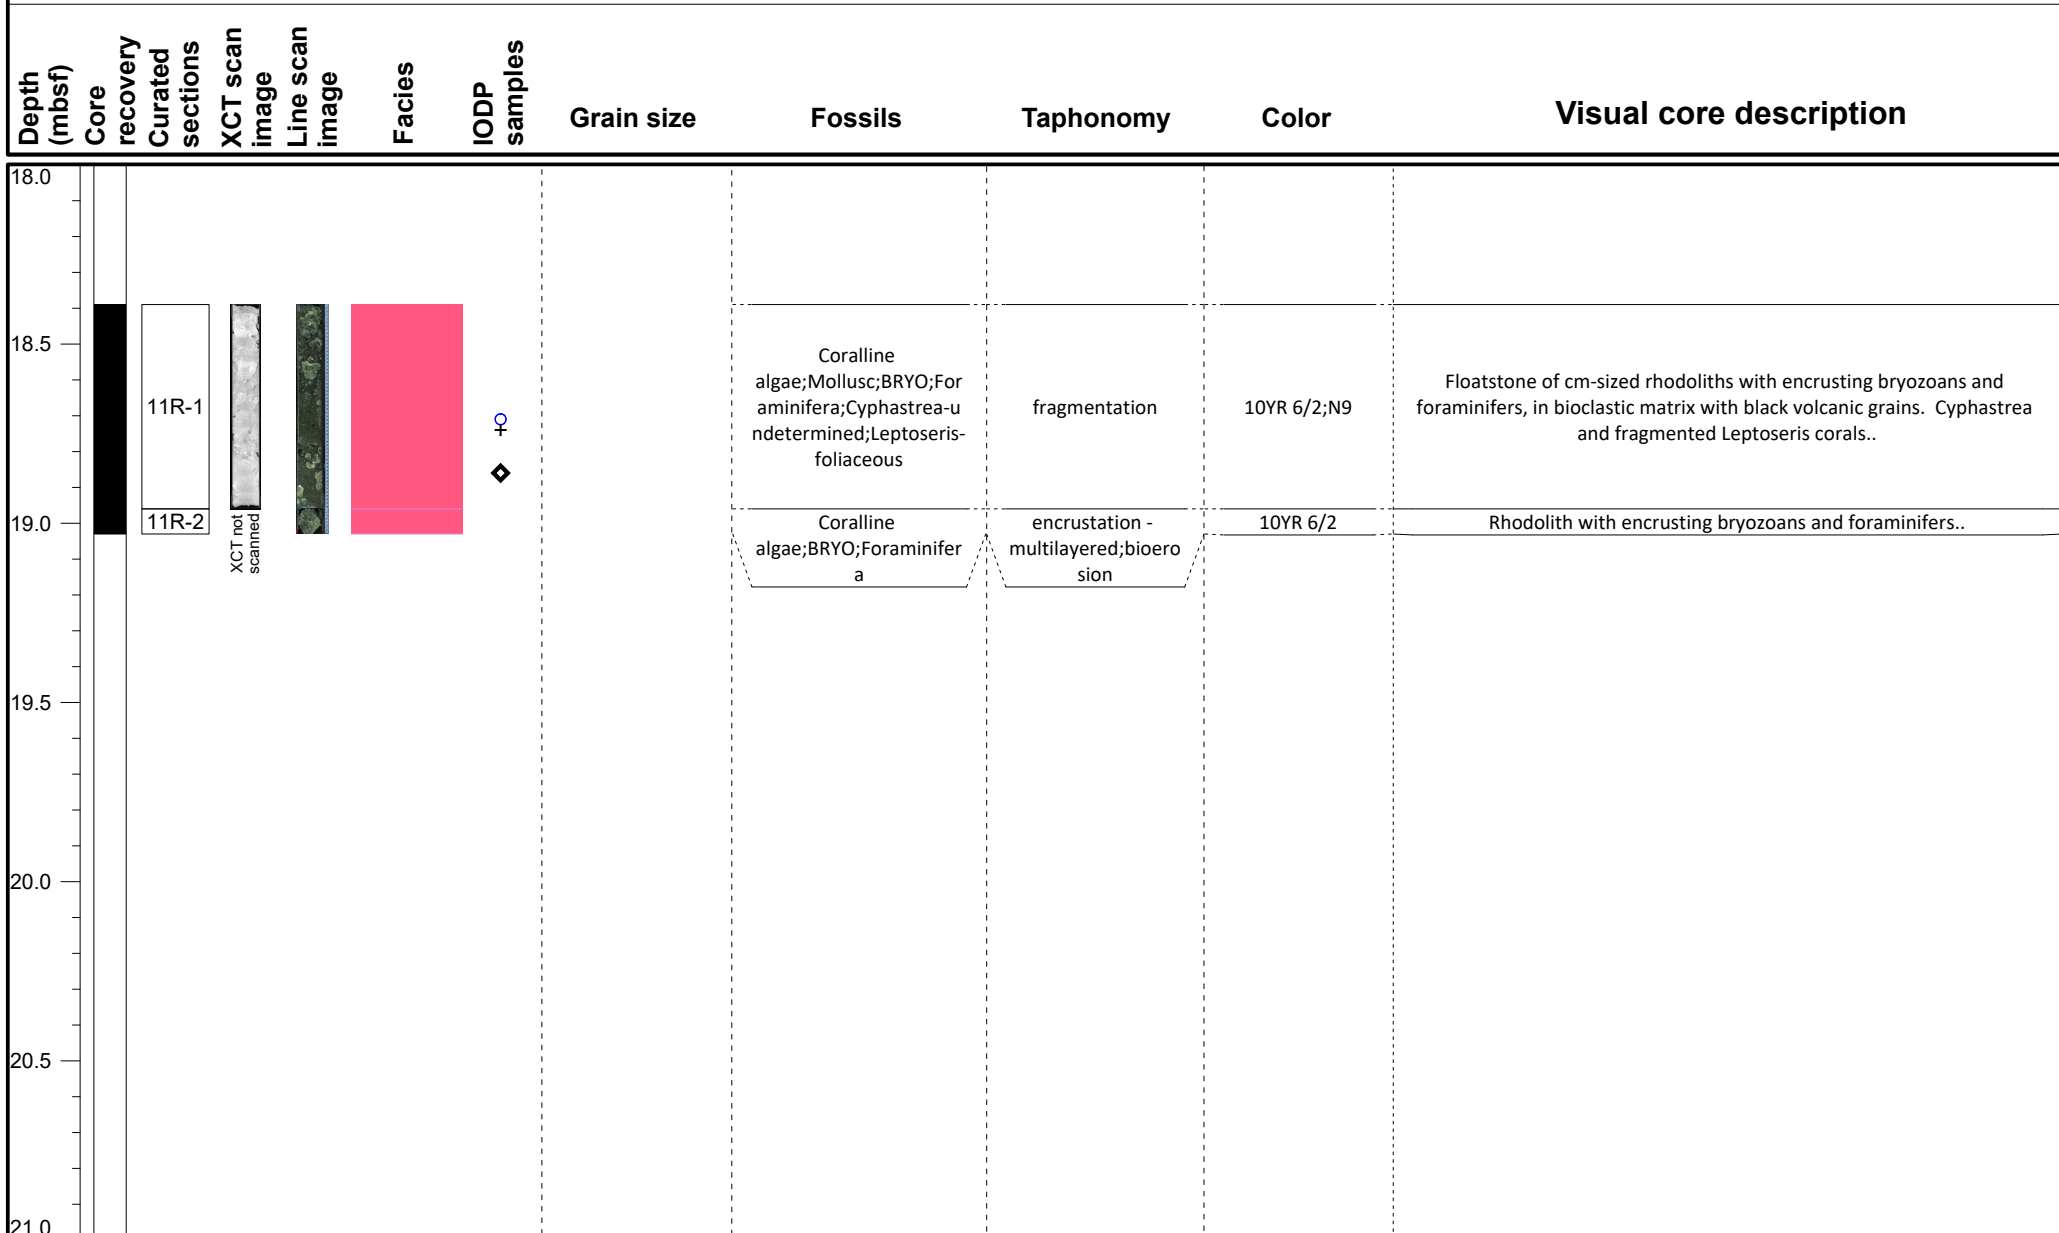 Depth
(mbsf)
Core
recovery
Curated
sections
XCT scan
image
Line scan
image
Facies
IODP
samples
Grain size
Fossils
Taphonomy
Color
Visual core description
18.0
18.5
19.0
19.5
20.0
20.5
21.0
11R-1
11R-2
XCT not
scanned
Coralline
algae;Mollusc;BRYO;For
aminifera;Cyphastrea-u
ndetermined;Leptoseris-
foliaceous
fragmentation
10YR 6/2;N9
Floatstone of cm-sized rhodoliths with encrusting bryozoans and
foraminifers, in bioclastic matrix with black volcanic grains.  Cyphastrea
and fragmented Leptoseris corals..
Coralline
algae;BRYO;Foraminifer
a
encrustation -
multilayered;bioero
sion
10YR 6/2
Rhodolith with encrusting bryozoans and foraminifers..